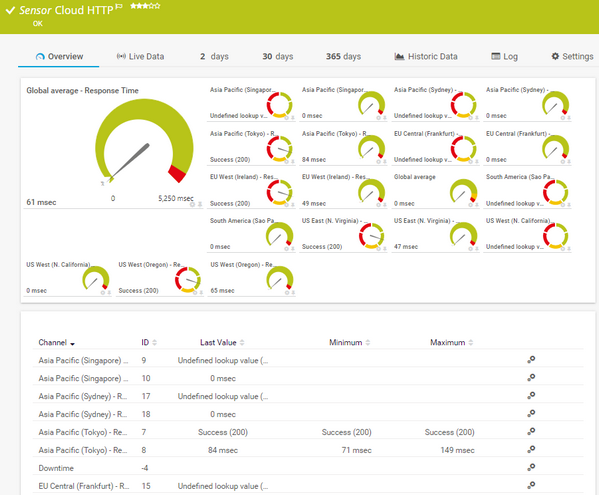 Sensor Cloud HTTP
OK
Overview Live Data 2 days 30 days 365 days Historic Data Log Settings
Global average - Response Time
61 msec
0 5,250 msec
Asia Pacific (Singapor...
Undefined lookup v...
Asia Pacific (Singapor...
0 msec
Asia Pacific (Sydney) - ...
Undefined lookup v...
Asia Pacific (Sydney) - ...
0 msec
Asia Pacific (Tokyo) - R...
Success (200)
Asia Pacific (Tokyo) - R...
84 msec
EU Central (Frankfurt) - ...
Undefined lookup v...
EU Central (Frankfurt) - ...
0 msec
EU West (Ireland) - Res...
Success (200)
EU West (Ireland) - Res...
49 msec
Global average
0 msec
South America (Sao Pa...
Undefined lookup v...
South America (Sao Pa...
0 msec
US East (N. Virginia) - ...
Success (200)
US East (N. Virginia) - ...
47 msec
US West (N. California)...
Undefined lookup v...
US West (N. California)...
0 msec
US West (Oregon) - Re...
Success (200)
US West (Oregon) - Re...
65 msec
Channel ID Last Value Minimum Maximum
Asia Pacific (Singapore) ... 9 Undefined lookup value (...
Asia Pacific (Singapore) ... 10 0 msec
Asia Pacific (Sydney) - R... 17 Undefined lookup value (...
Asia Pacific (Sydney) - R... 18 0 msec
Asia Pacific (Tokyo) - Re... 7 Success (200) Success (200) Success (200)
Asia Pacific (Tokyo) - Re... 8 84 msec 71 msec 149 msec
Downtime -4
EU Central (Frankfurt) - R... 15 Undefined lookup value (...